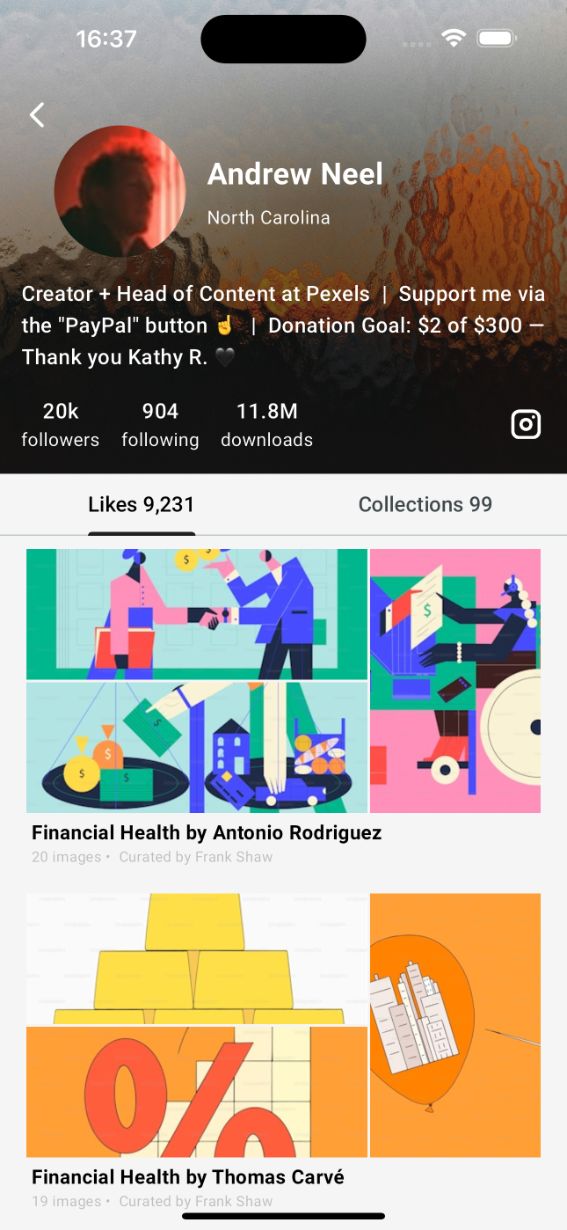 16:37
Andrew Neel
North Carolina
Creator + Head of Content at Pexels | Support me via
the "PayPal" button ☝️ | Donation Goal: $2 of $300 —
Thank you Kathy R. 🖤
20k 904 11.8M
followers following downloads
Likes 9,231 Collections 99
$ $
$
$
$ $ $
Financial Health by Antonio Rodriguez
20 images • Curated by Frank Shaw
%
Financial Health by Thomas Carvé
19 images • Curated by Frank Shaw